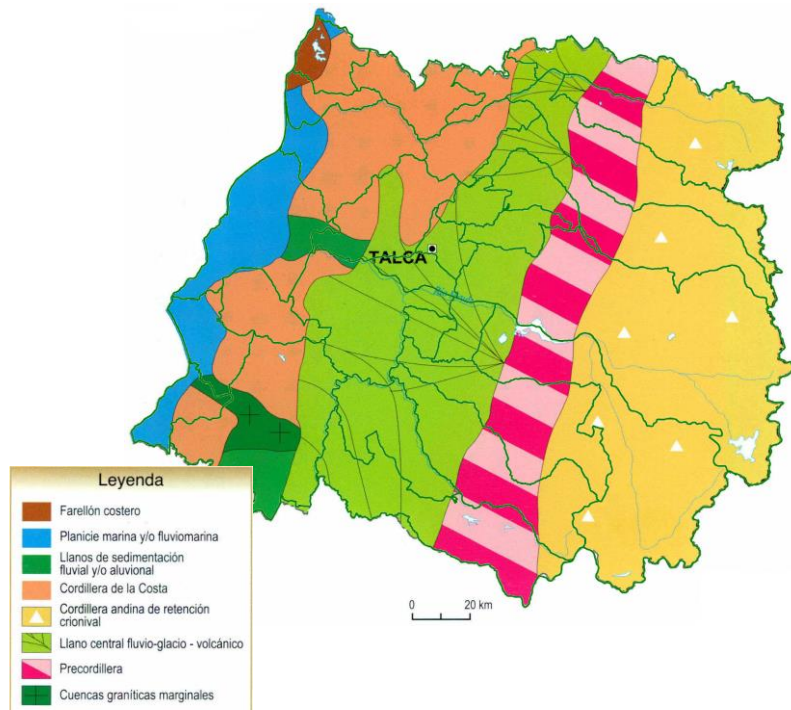 TALCA
Leyenda
Farellón costero
Planicie marina y/o fluviomarina
Llanos de sedimentación
fluvial y/o aluvional
Cordillera de la Costa
Cordillera andina de retención
crionival
Llano central fluvio-glacio - volcánico
Precordillera
Cuencas graníticas marginales
0 20 km